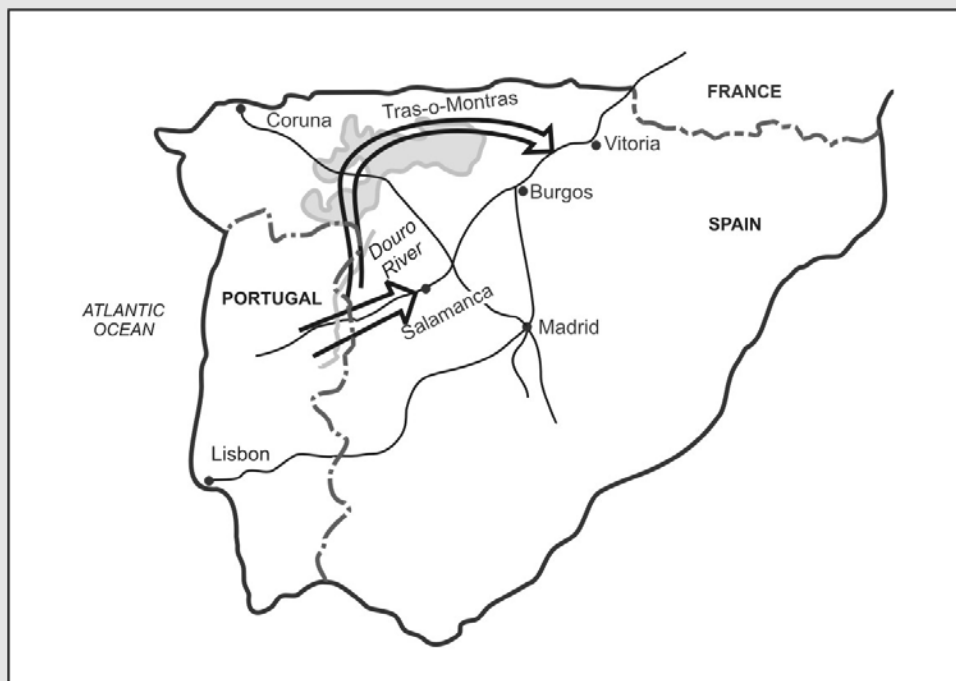 FRANCE
Tras-o-Montras
Coruna
Vitoria
Burgos
SPAIN
Douro
River
PORTUGAL
ATLANTIC
OCEAN
Salamanca
Madrid
Lisbon